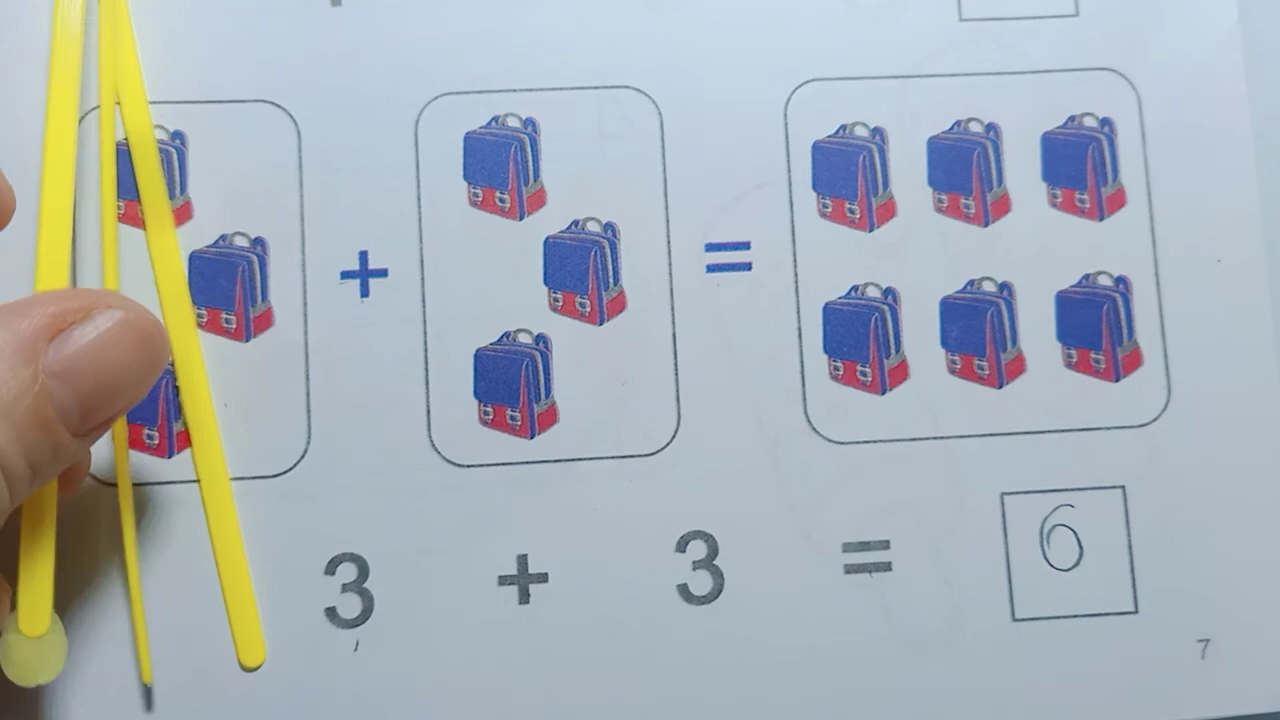 + =
3 + 3 = 6
7